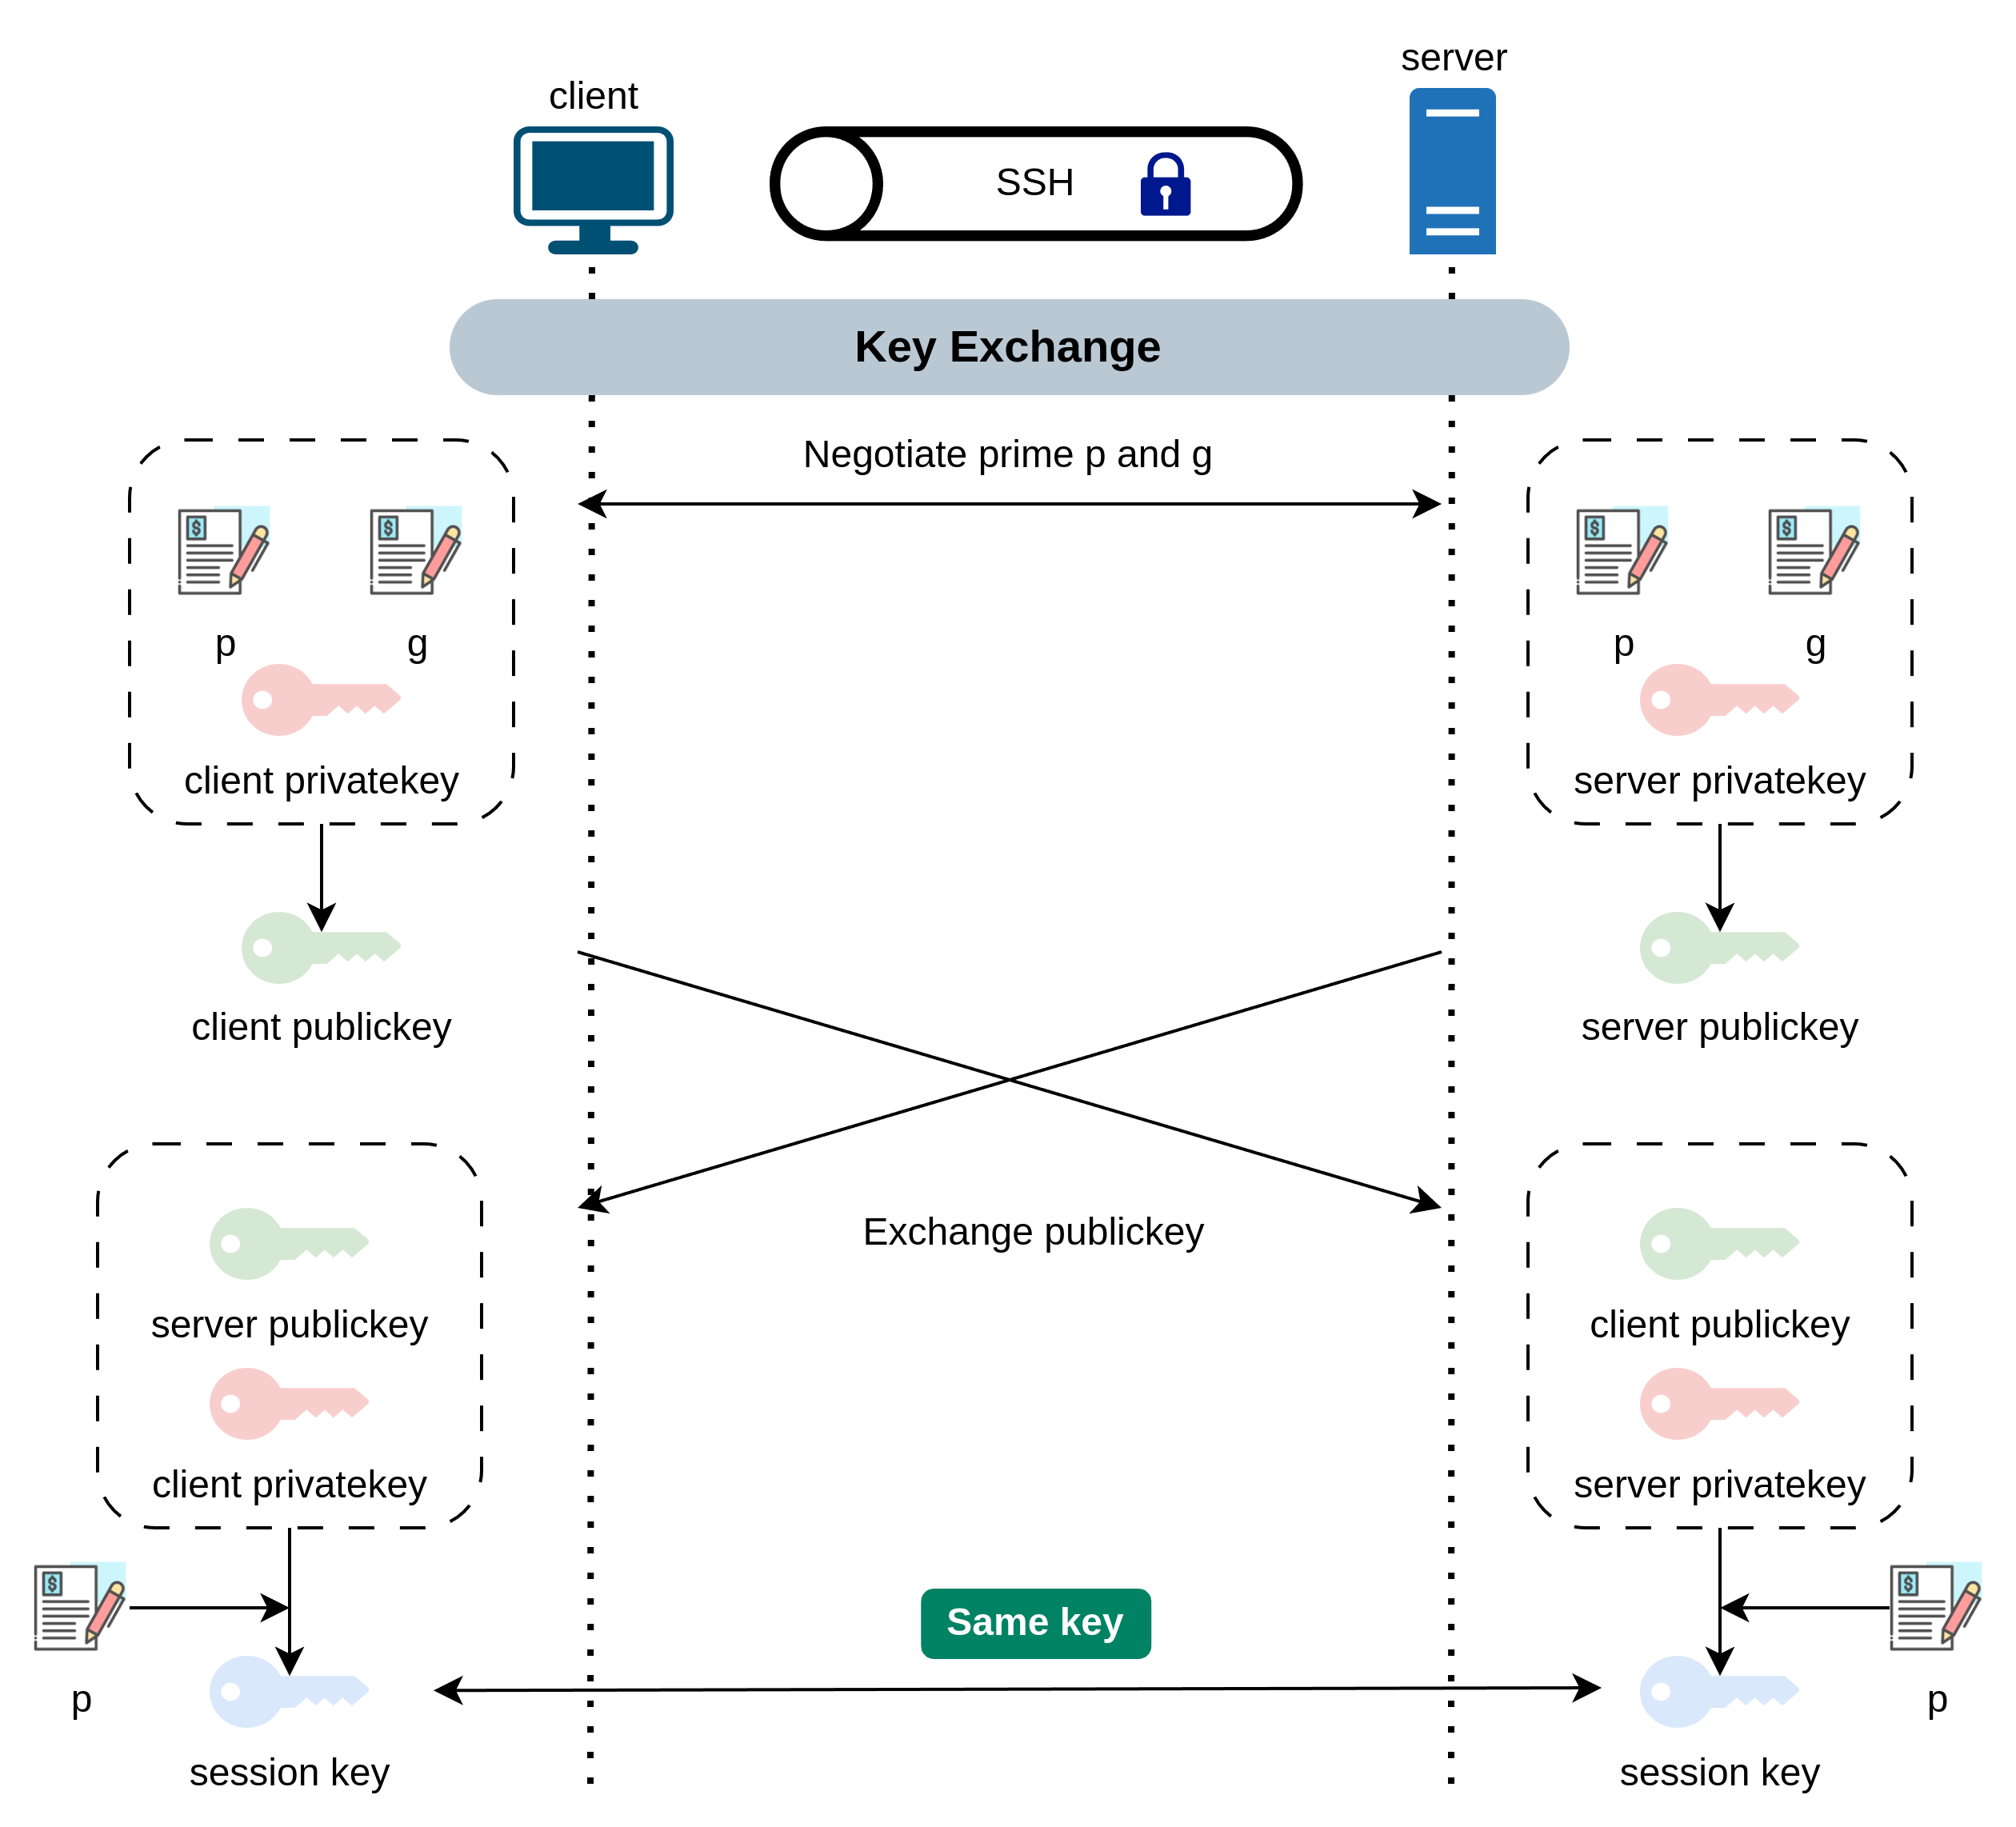 server
client
SSH
Key Exchange
Negotiate prime p and g
p
g
p
g
client privatekey
server privatekey
client publickey
server publickey
Exchange publickey
server publickey
client publickey
client privatekey
server privatekey
Same key
p
p
session key
session key